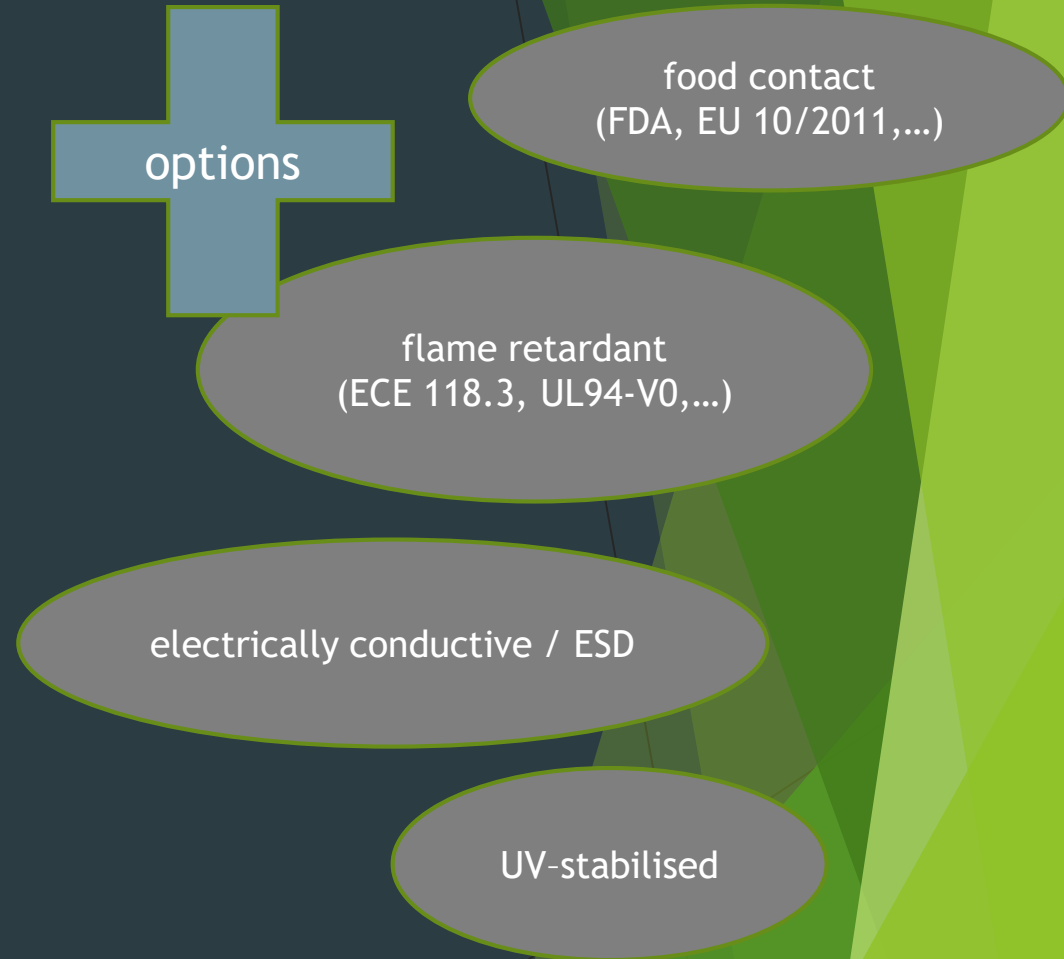 options
food contact
(FDA, EU 10/2011,…)
flame retardant
(ECE 118.3, UL94-V0,…)
electrically conductive / ESD
UV–stabilised